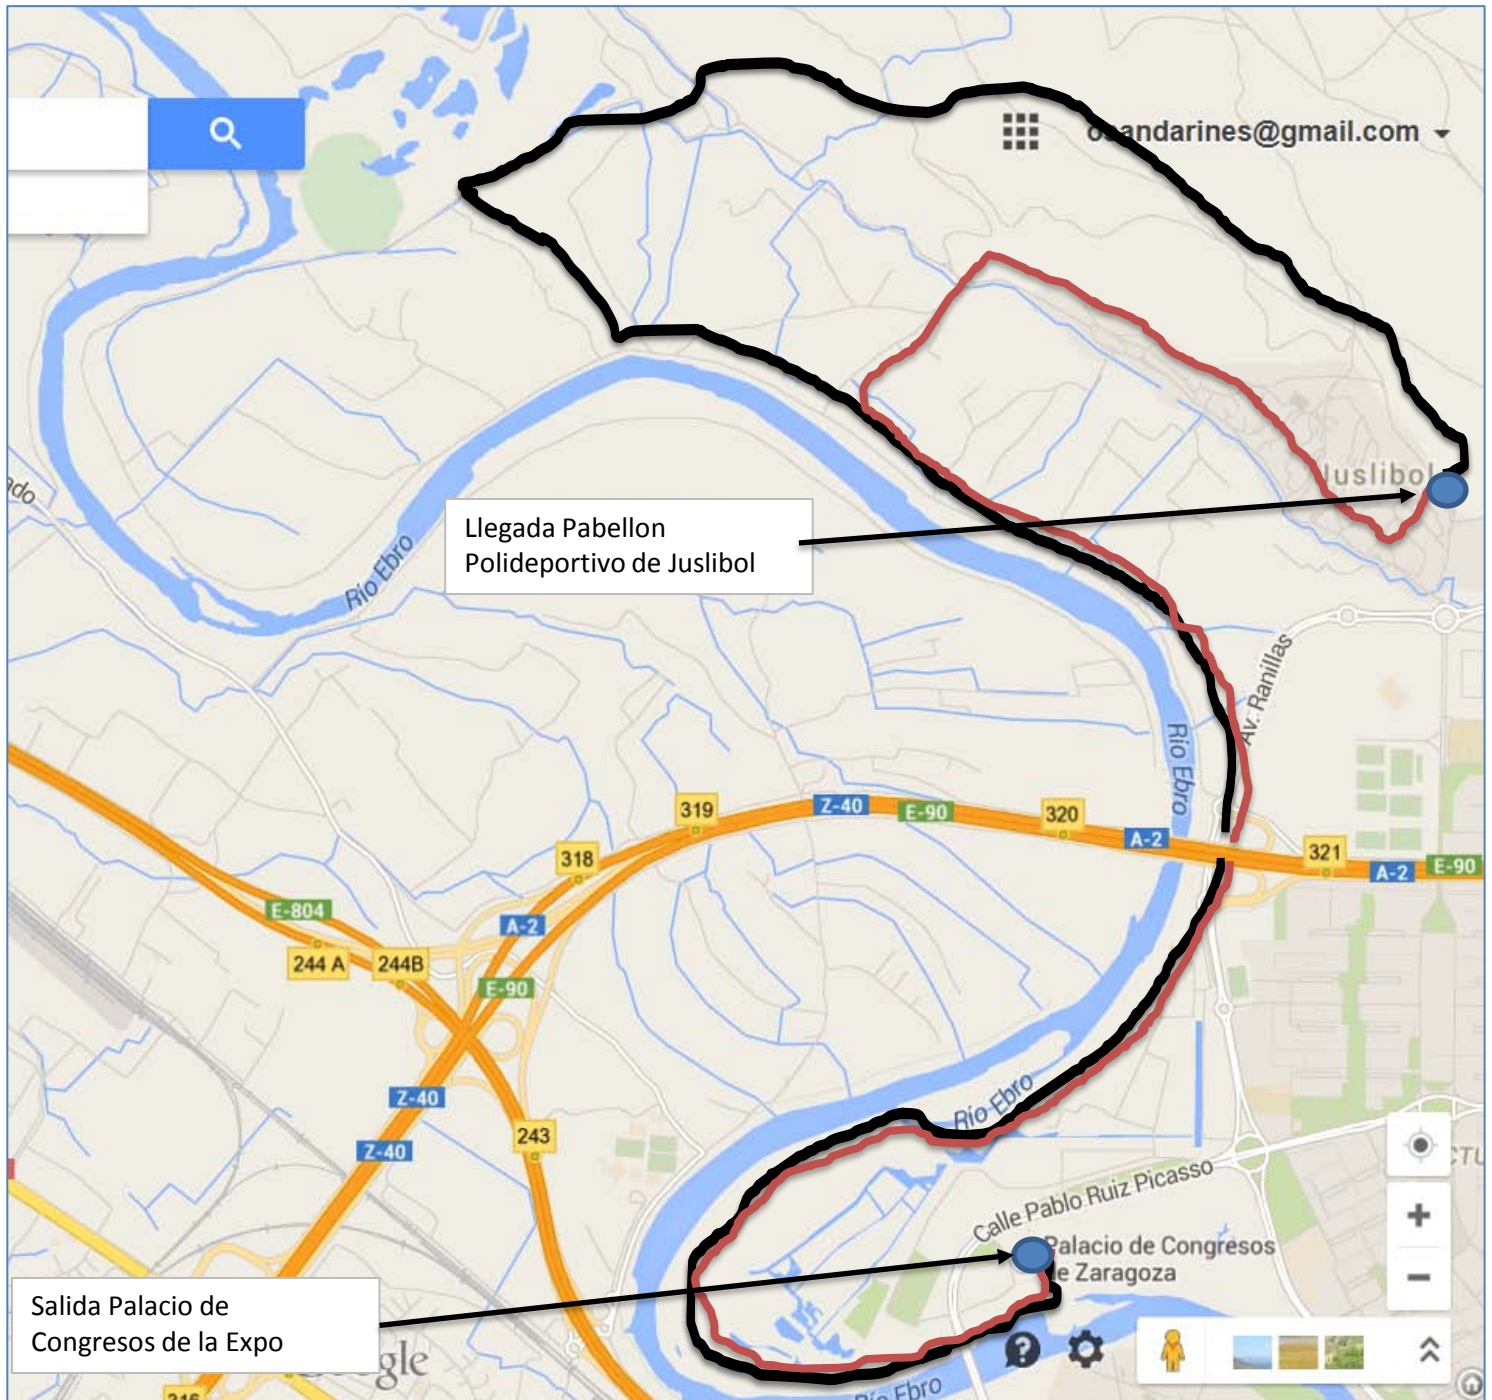 osandarines@gmail.com
Juslibol
Llegada Pabellon
Polideportivo de Juslibol
Río Ebro
Av. Ranillas
Río Ebro
319
Z-40
E-90
320
A-2
321
A-2
E-90
318
E-804
A-2
244 A
244B
E-90
Z-40
243
Z-40
Río Ebro
Calle Pablo Ruiz Picasso
Palacio de Congresos
de Zaragoza
Salida Palacio de
Congresos de la Expo
Río Ebro